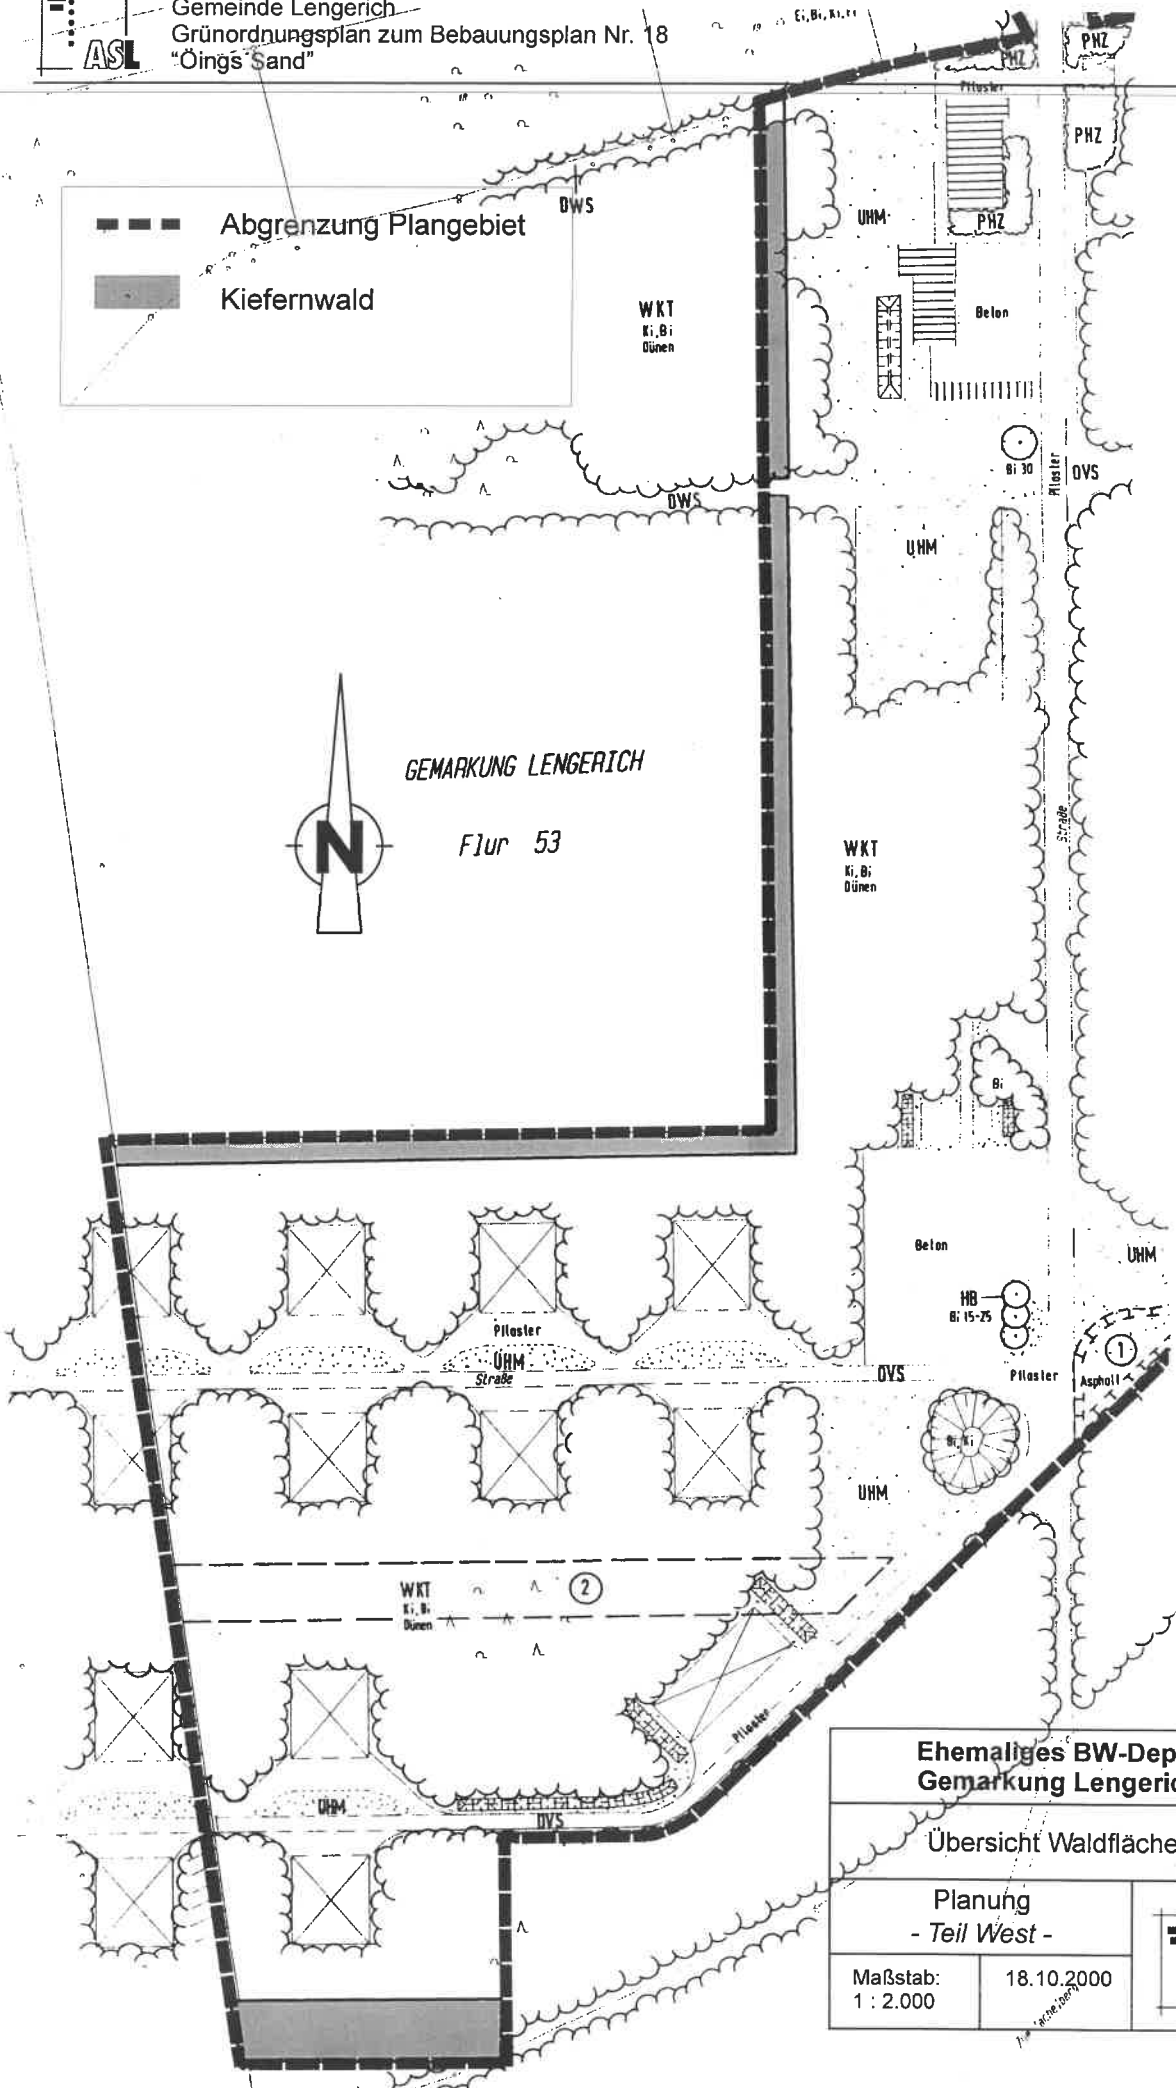 Gemeinde Lengerich
Grünordnungsplan zum Bebauungsplan Nr. 18
"Öings Sand"
ASL
Ei,Bi,Ki,
PHZ
PHZ
Pflaster
PHZ
UHM
PHZ
DWS
Abgrenzung Plangebiet
Kiefernwald
WKT
Ki,Bi
Dünen
Beton
Bi 30
Pflaster
OVS
DWS
UHM
GEMARKUNG LENGERICH
Flur 53
N
WKT
Ki,Bi
Dünen
Straße
Bi
Beton
UHM
HB
Bi 15-25
Pflaster
UHM
Straße
OVS
Pflaster
1
Asphalt
Bi,Ki
UHM
WKT
Ki,Bi
Dünen
2
Pflaster
UHM
OVS
Ehemaliges BW-Dep
Gemarkung Lengeric
Übersicht Waldfläche
Planung
- Teil West -
Maßstab:
1 : 2.000
18.10.2000